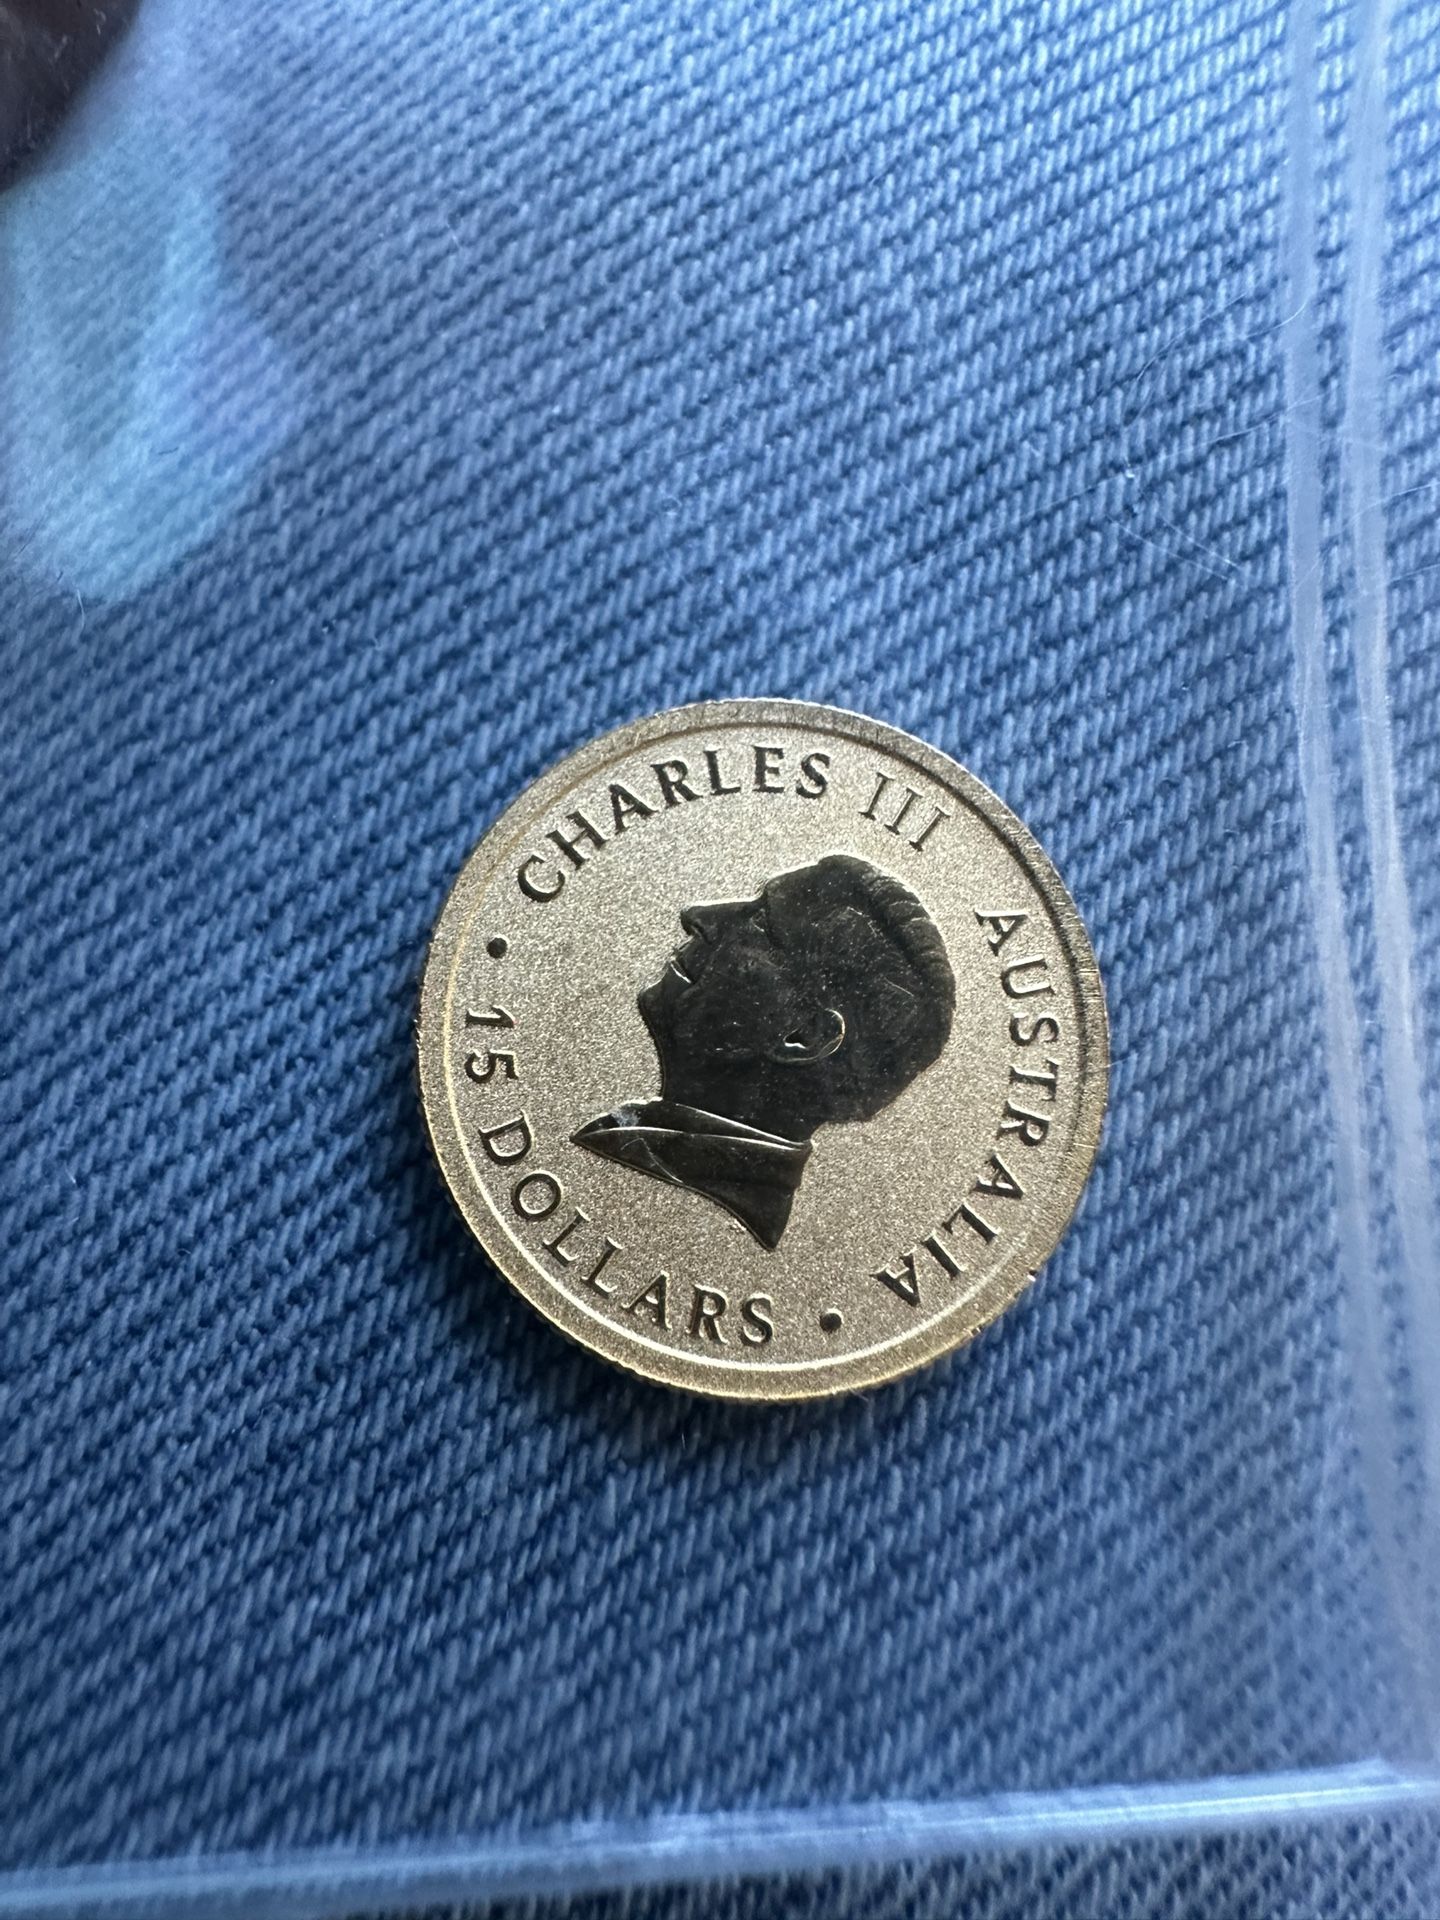 CHARLES III AUSTRALIA
• 15 DOLLARS •